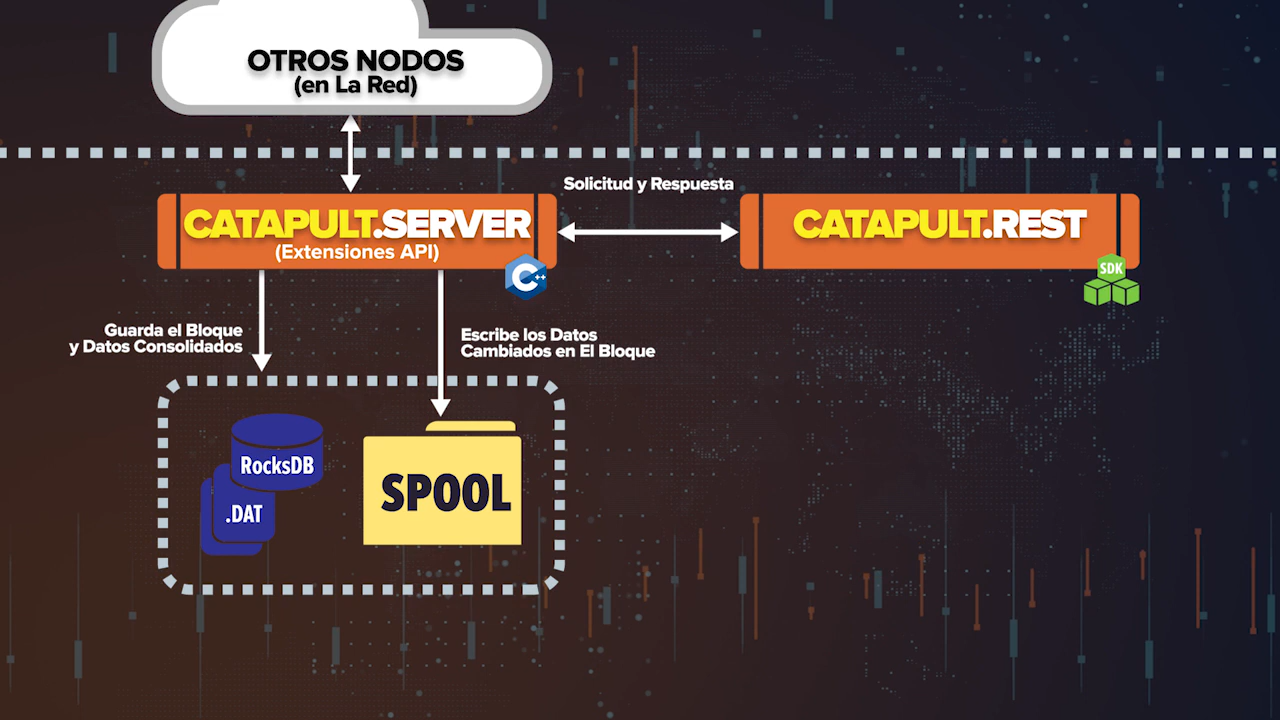 OTROS NODOS
(en La Red)
Solicitud y Respuesta
CATAPULT.SERVER
(Extensiones API)
C++
CATAPULT.REST
SDK
Guarda el Bloque
y Datos Consolidados
Escribe los Datos
Cambiados en El Bloque
RocksDB
.DAT
SPOOL